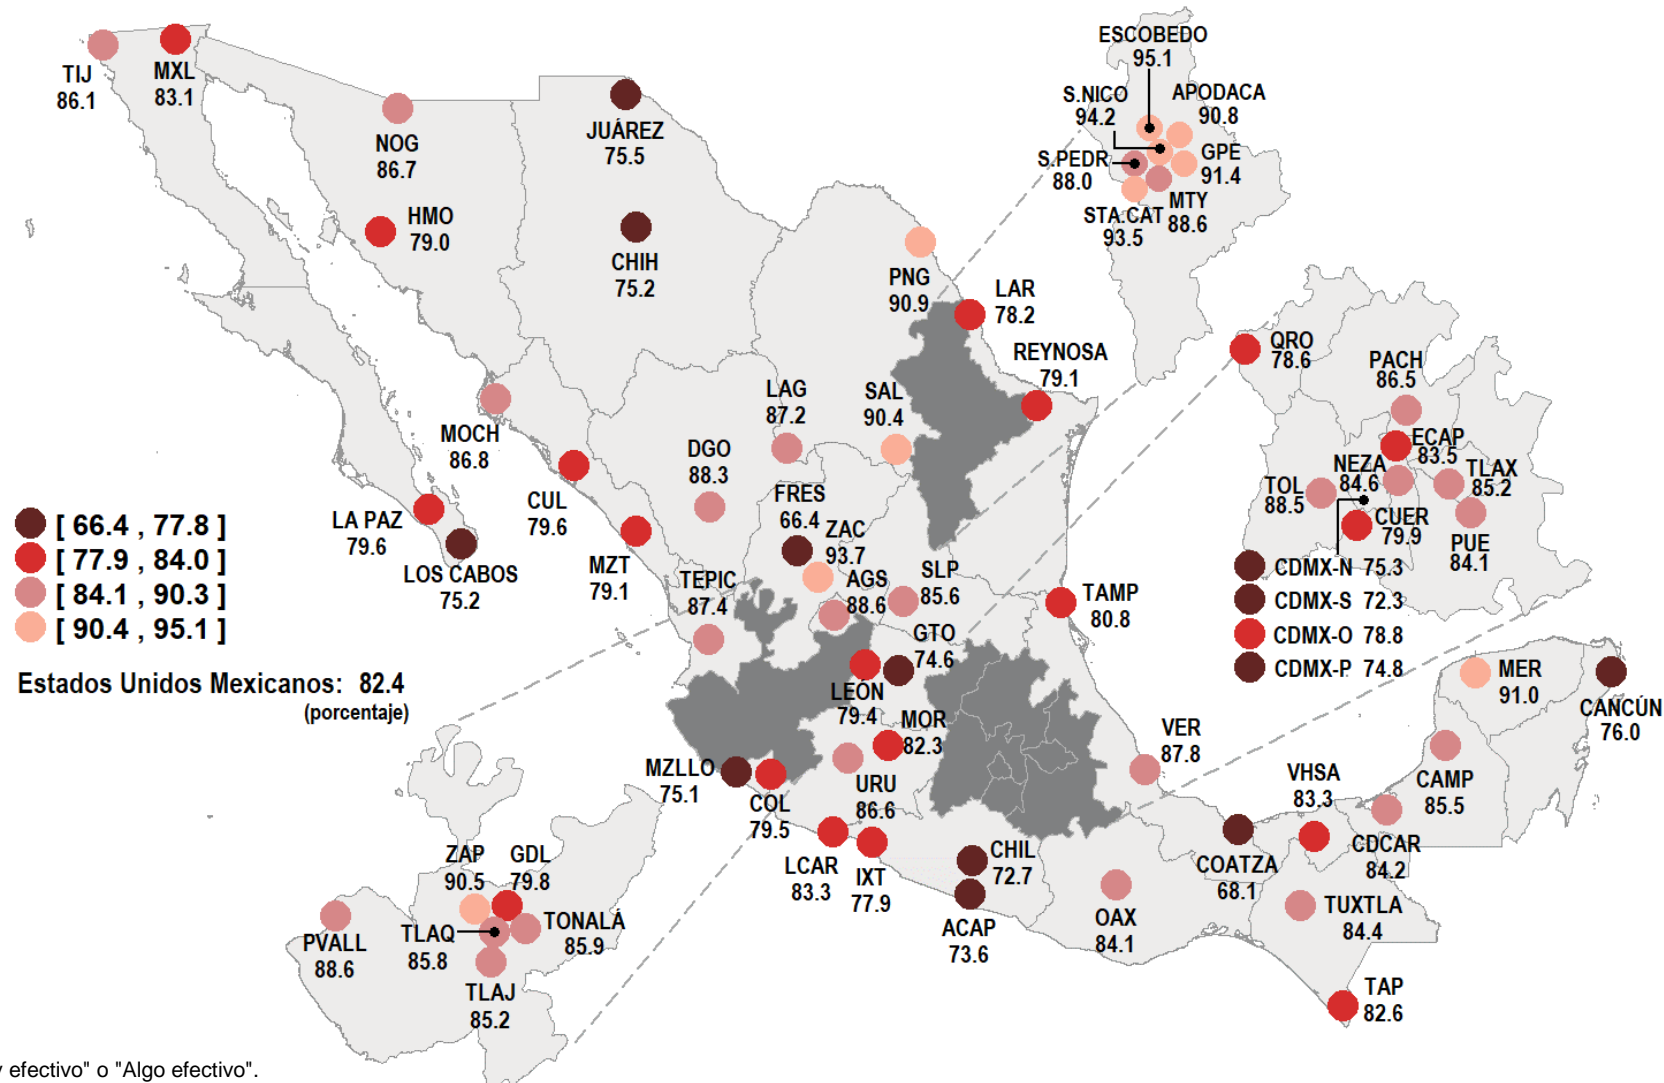 TIJ
86.1
MXL
83.1
NOG
86.7
HMO
79.0
JUÁREZ
75.5
CHIH
75.2
ESCOBEDO
95.1
S.NICO
94.2
APODACA
90.8
S.PEDR
88.0
GPE
91.4
MTY
88.6
STA.CAT
93.5
PNG
90.9
LAR
78.2
REYNOSA
79.1
LAG
87.2
SAL
90.4
MOCH
86.8
DGO
88.3
CUL
79.6
FRES
66.4
ZAC
93.7
LA PAZ
79.6
LOS CABOS
75.2
MZT
79.1
TEPIC
87.4
AGS
88.6
SLP
85.6
TAMP
80.8
GTO
74.6
LEÓN
79.4
MOR
82.3
URU
86.6
MZLLO
75.1
COL
79.5
LCAR
83.3
IXT
77.9
CHIL
72.7
ACAP
73.6
OAX
84.1
VER
87.8
COATZA
68.1
VHSA
83.3
CDCAR
84.2
TUXTLA
84.4
TAP
82.6
CAMP
85.5
MER
91.0
CANCÚN
76.0
QRO
78.6
PACH
86.5
ECAP
83.5
NEZA
84.6
TLAX
85.2
TOL
88.5
CUER
79.9
PUE
84.1
CDMX-N 75.3
CDMX-S 72.3
CDMX-O 78.8
CDMX-P 74.8
[ 66.4 , 77.8 ]
[ 77.9 , 84.0 ]
[ 84.1 , 90.3 ]
[ 90.4 , 95.1 ]
Estados Unidos Mexicanos: 82.4
(porcentaje)
ZAP
90.5
GDL
79.8
PVALL
88.6
TLAQ
85.8
TONALÁ
85.9
TLAJ
85.2
efectivo" o "Algo efectivo".